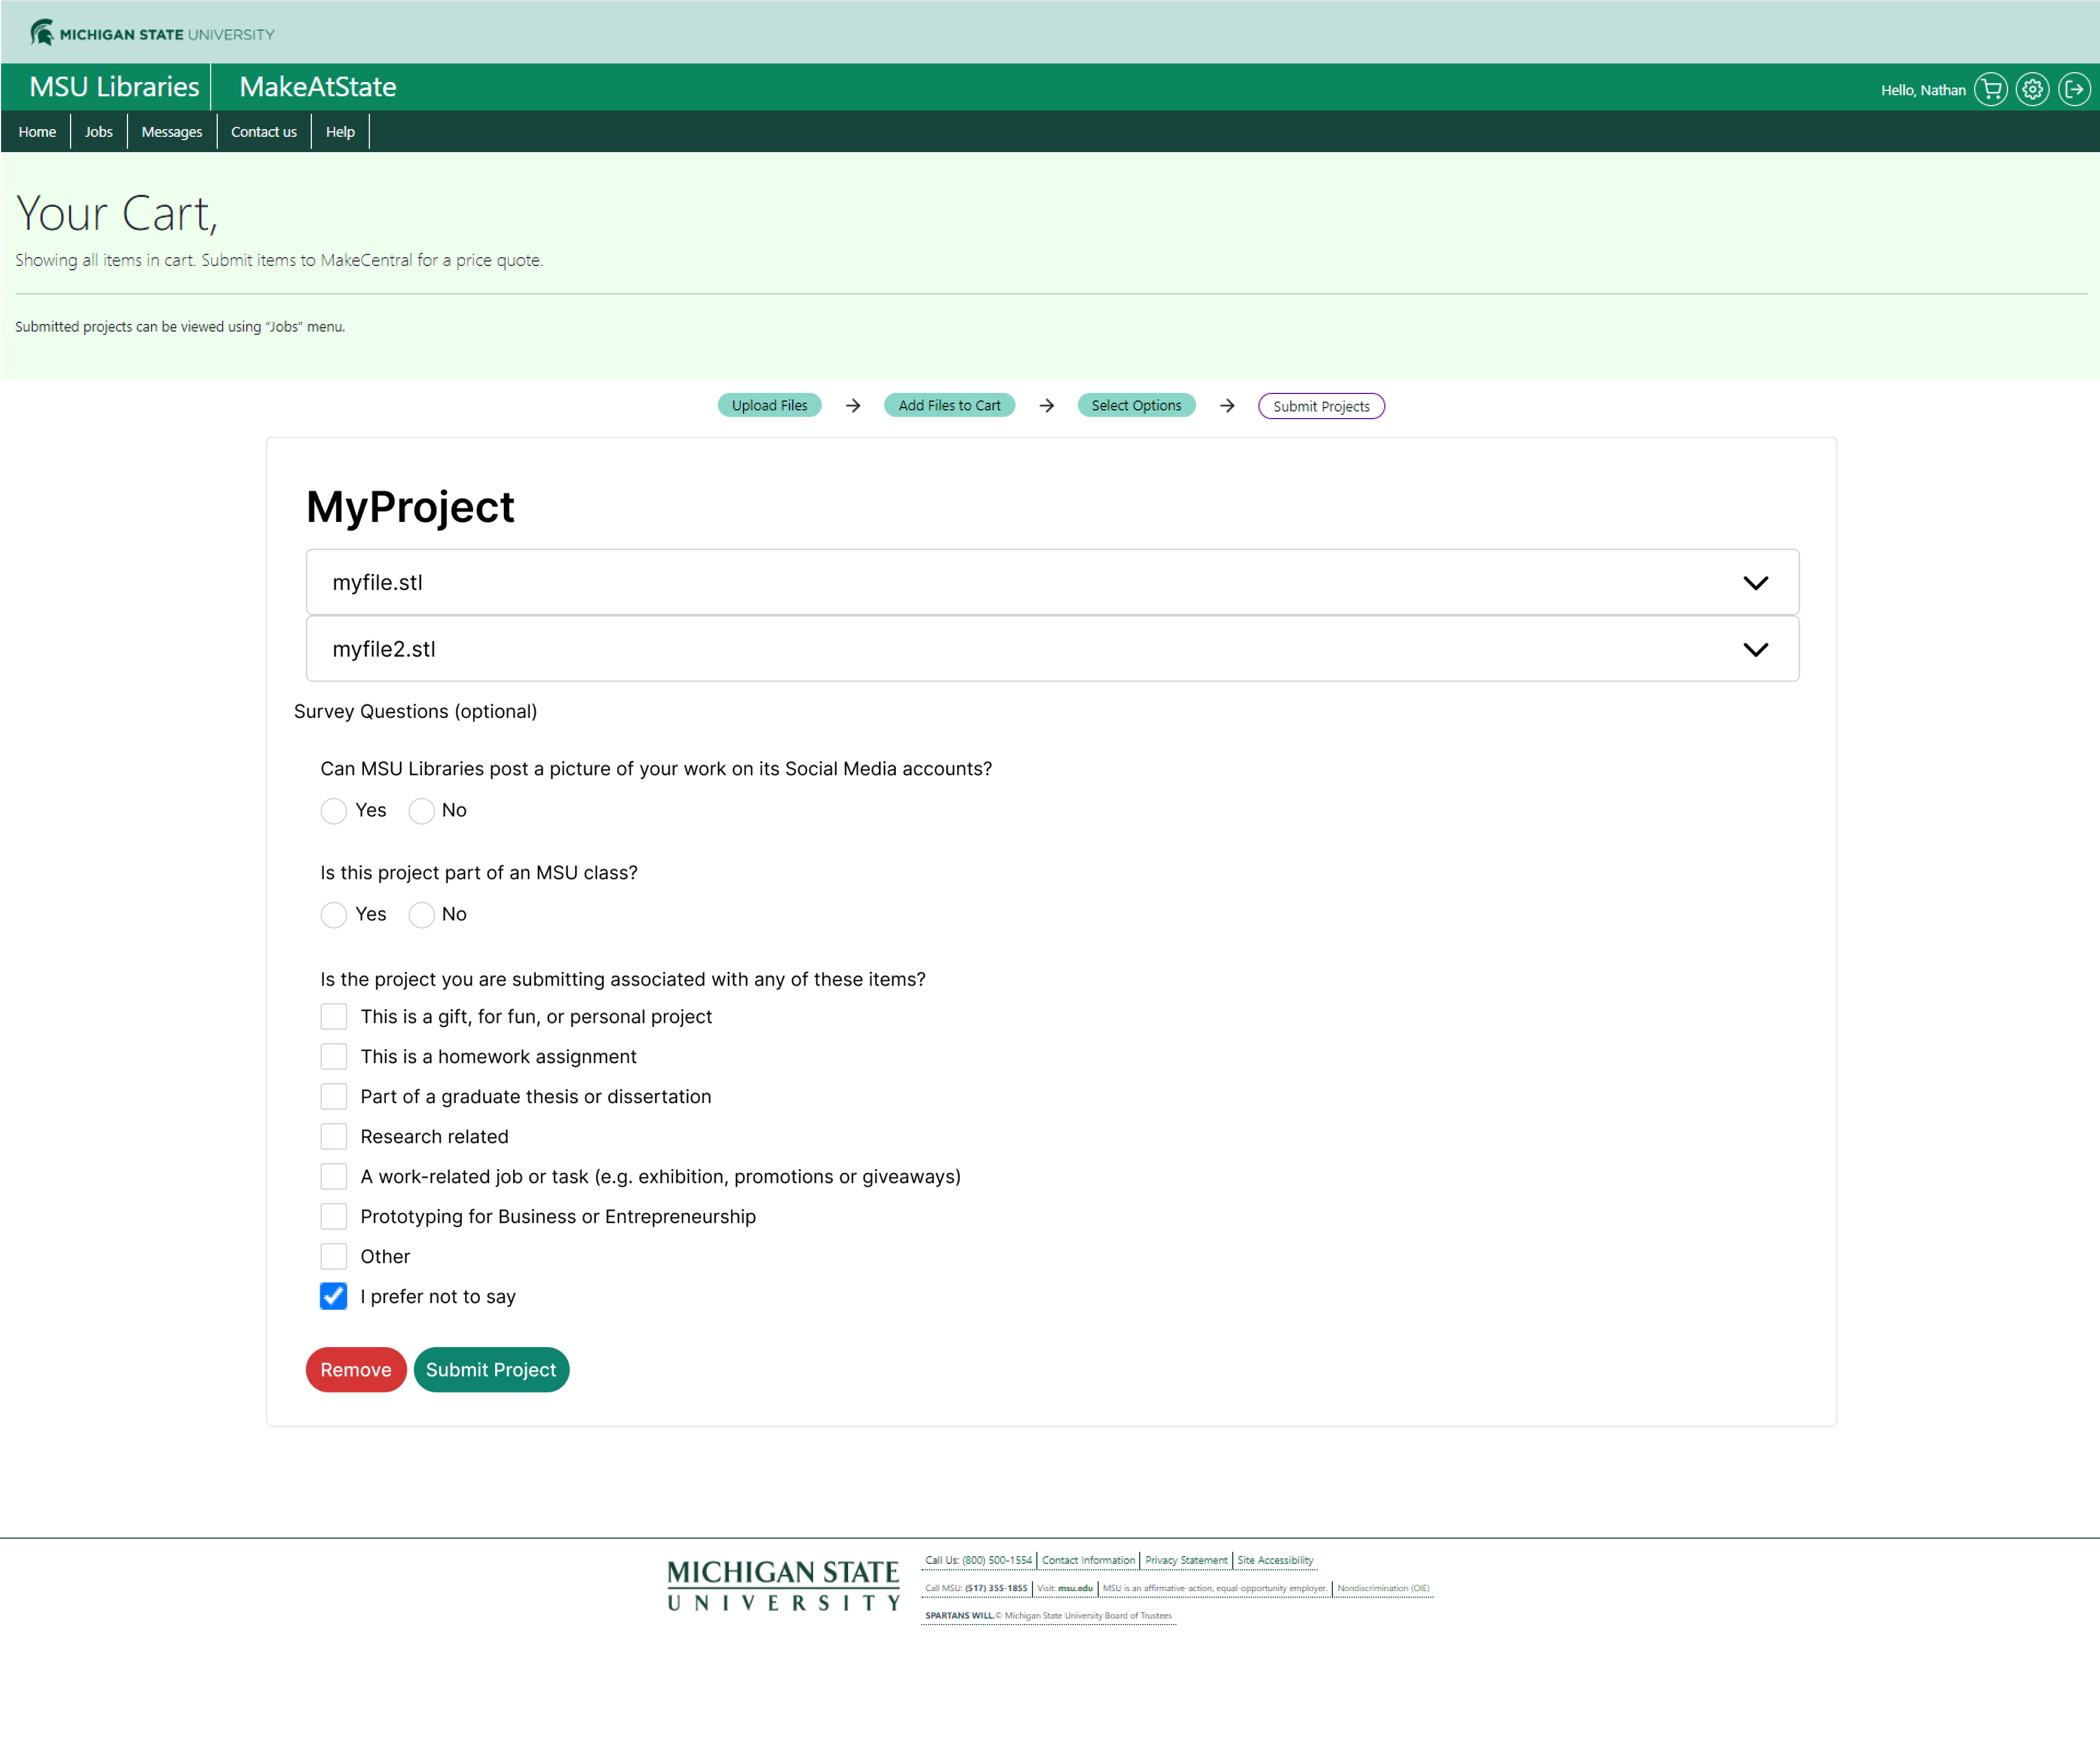 MICHIGAN STATE UNIVERSITY
MSU Libraries MakeAtState Hello, Nathan
Home Jobs Messages Contact us Help
Your Cart,
Showing all items in cart. Submit items to MakeCentral for a price quote.
Submitted projects can be viewed using “Jobs” menu.
Upload Files → Add Files to Cart → Select Options → Submit Projects
MyProject
myfile.stl
myfile2.stl
Survey Questions (optional)
Can MSU Libraries post a picture of your work on its Social Media accounts?
Yes No
Is this project part of an MSU class?
Yes No
Is the project you are submitting associated with any of these items?
This is a gift, for fun, or personal project
This is a homework assignment
Part of a graduate thesis or dissertation
Research related
A work-related job or task (e.g. exhibition, promotions or giveaways)
Prototyping for Business or Entrepreneurship
Other
I prefer not to say
Remove Submit Project
MICHIGAN STATE
UNIVERSITY
Call Us: (800) 500-1554 Contact Information Privacy Statement Site Accessibility
Call MSU: (517) 355-1855 Visit: msu.edu MSU is an affirmative-action, equal-opportunity employer. Nondiscrimination (OIE)
SPARTANS WILL.© Michigan State University Board of Trustees